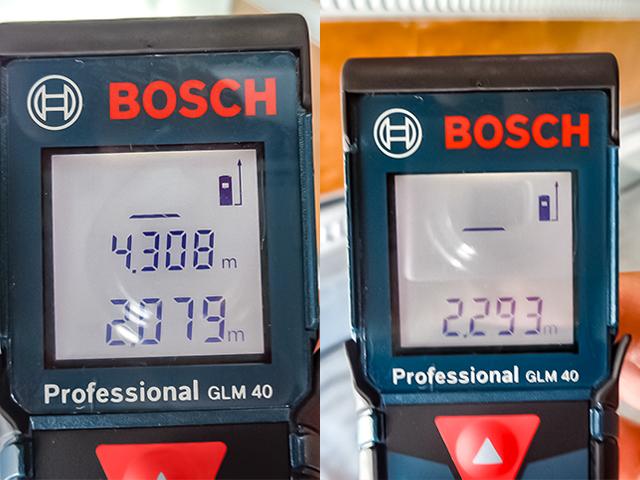 BOSCH
4.308 m
2.079 m
Professional GLM 40
BOSCH
2.293 m
Professional GLM 40